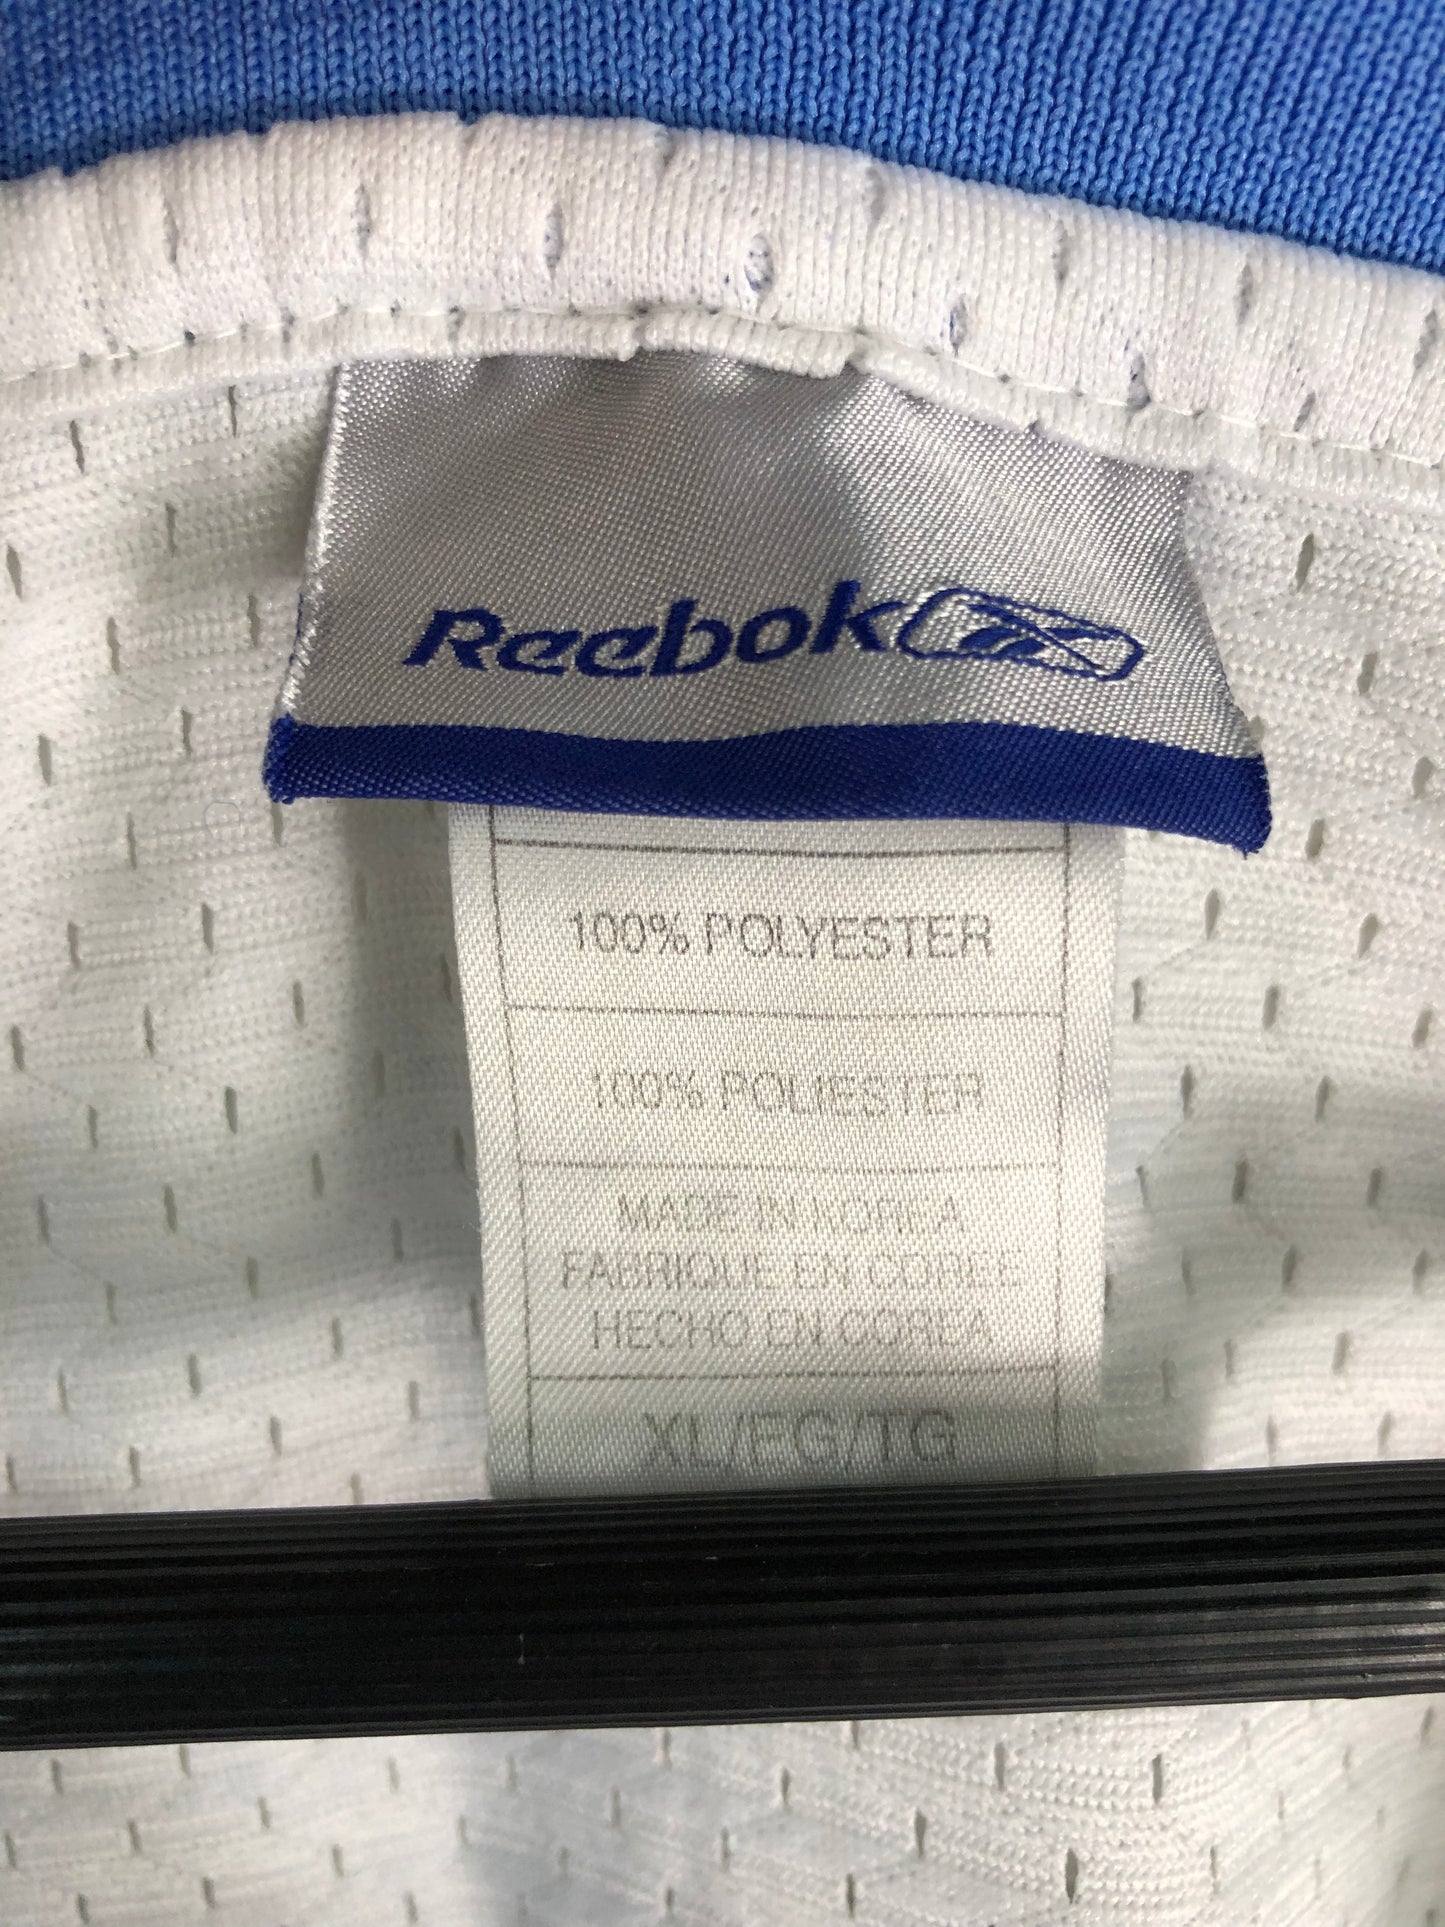 Reebok
100% POLYESTER
100% POLIESTER
MADE IN KOREA
FABRIQUE EN COREE
HECHO EN COREA
XL/EG/TG